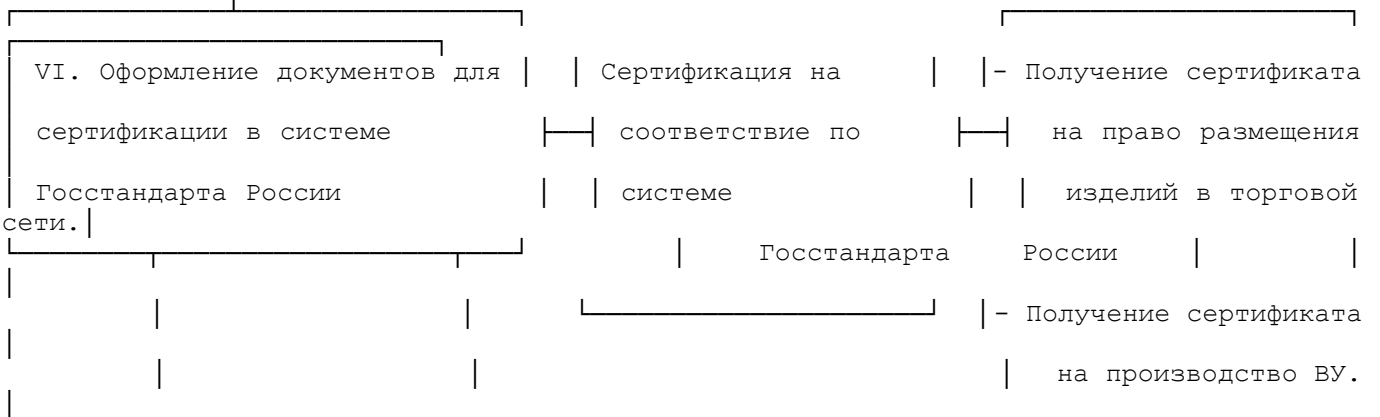 VI. Оформление документов для Сертификация на - Получение сертификата
сертификации в системе соответствие по на право размещения
Госстандарта России системе изделий в торговой
сети.
Госстандарта России
- Получение сертификата
на производство ВУ.